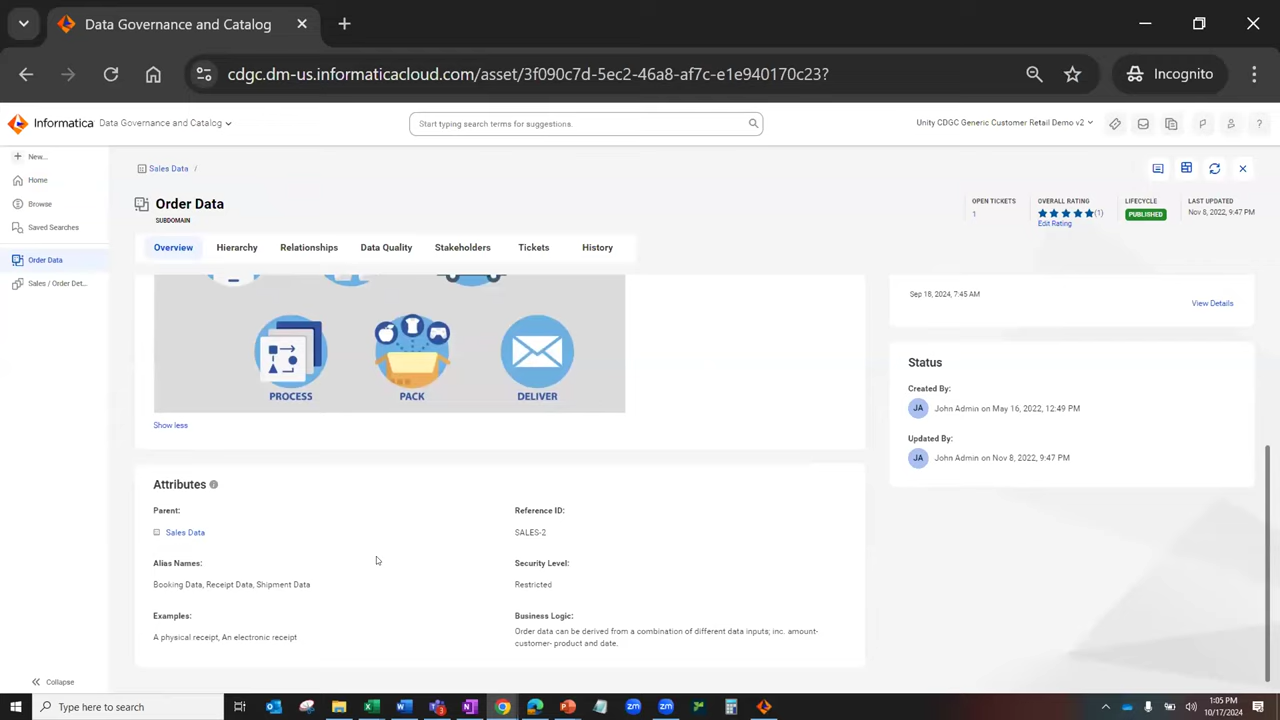 Data Governance and Catalog
cdgc.dm-us.informaticacloud.com/asset/3f090c7d-5ec2-46a8-af7c-e1e940170c23?
Incognito
Informatica Data Governance and Catalog
Start typing search terms for suggestions.
Unity CDGC Generic Customer Retail Demo v2
?
New...
Home
Browse
Saved Searches
Order Data
Sales / Order Det...
Collapse
Sales Data /
Order Data
SUBDOMAIN
OPEN TICKETS
1
OVERALL RATING
(1)
Edit Rating
LIFECYCLE
PUBLISHED
LAST UPDATED
Nov 8, 2022, 9:47 PM
Overview Hierarchy Relationships Data Quality Stakeholders Tickets History
PROCESS PACK DELIVER
Show less
Attributes
Parent:
Sales Data
Reference ID:
SALES-2
Alias Names:
Booking Data, Receipt Data, Shipment Data
Security Level:
Restricted
Examples:
A physical receipt, An electronic receipt
Business Logic:
Order data can be derived from a combination of different data inputs; inc. amount-
customer- product and date.
Sep 18, 2024, 7:45 AM
View Details
Status
Created By:
JA John Admin on May 16, 2022, 12:49 PM
Updated By:
JA John Admin on Nov 8, 2022, 9:47 PM
Type here to search
1:05 PM
10/17/2024